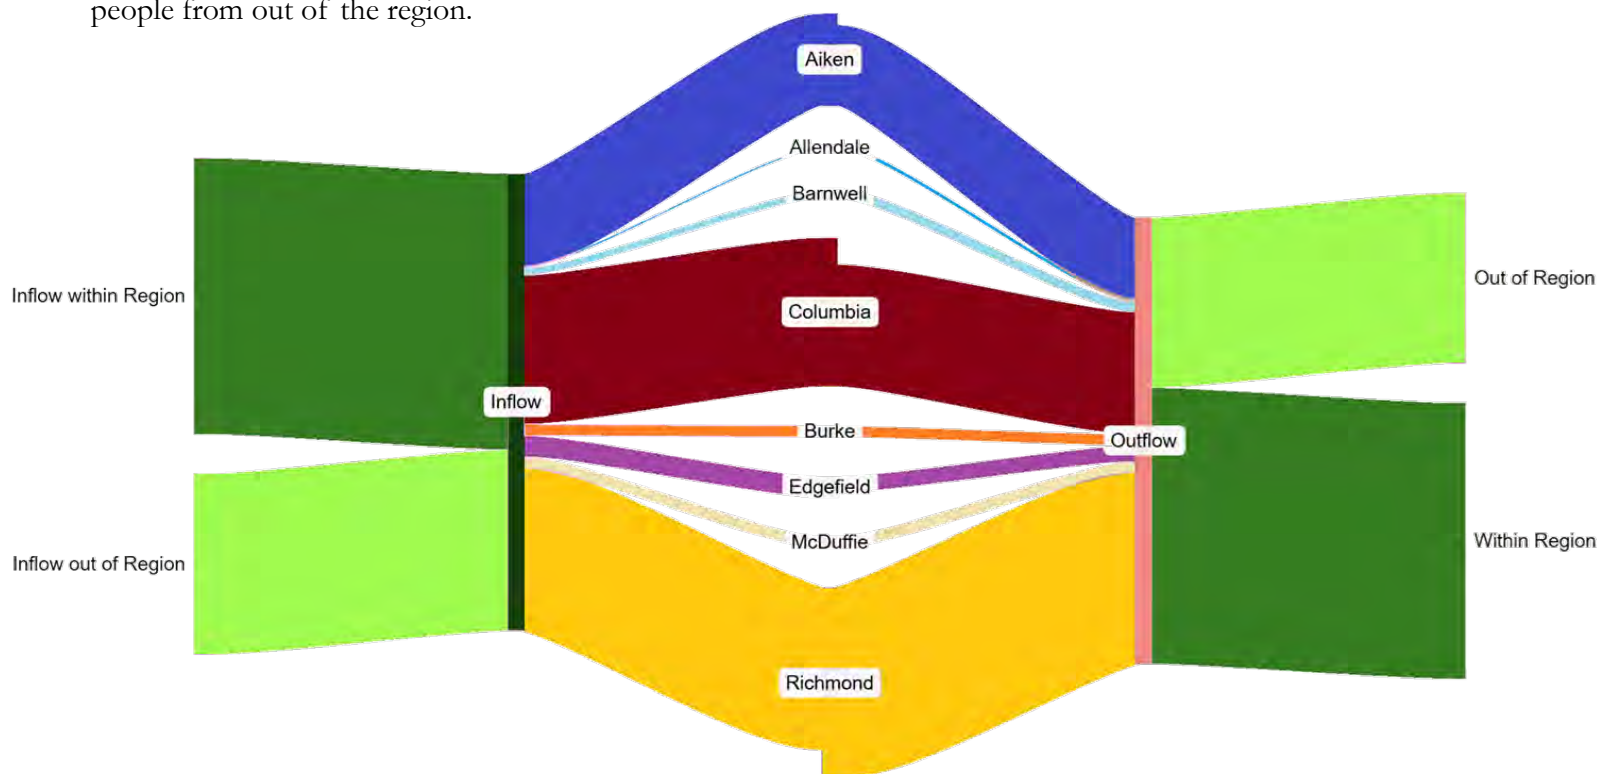 people from out of the region.
Aiken
Allendale
Barnwell
Out of Region
Inflow within Region
Columbia
Inflow
Burke
Outflow
Edgefield
McDuffie
Within Region
Inflow out of Region
Richmond